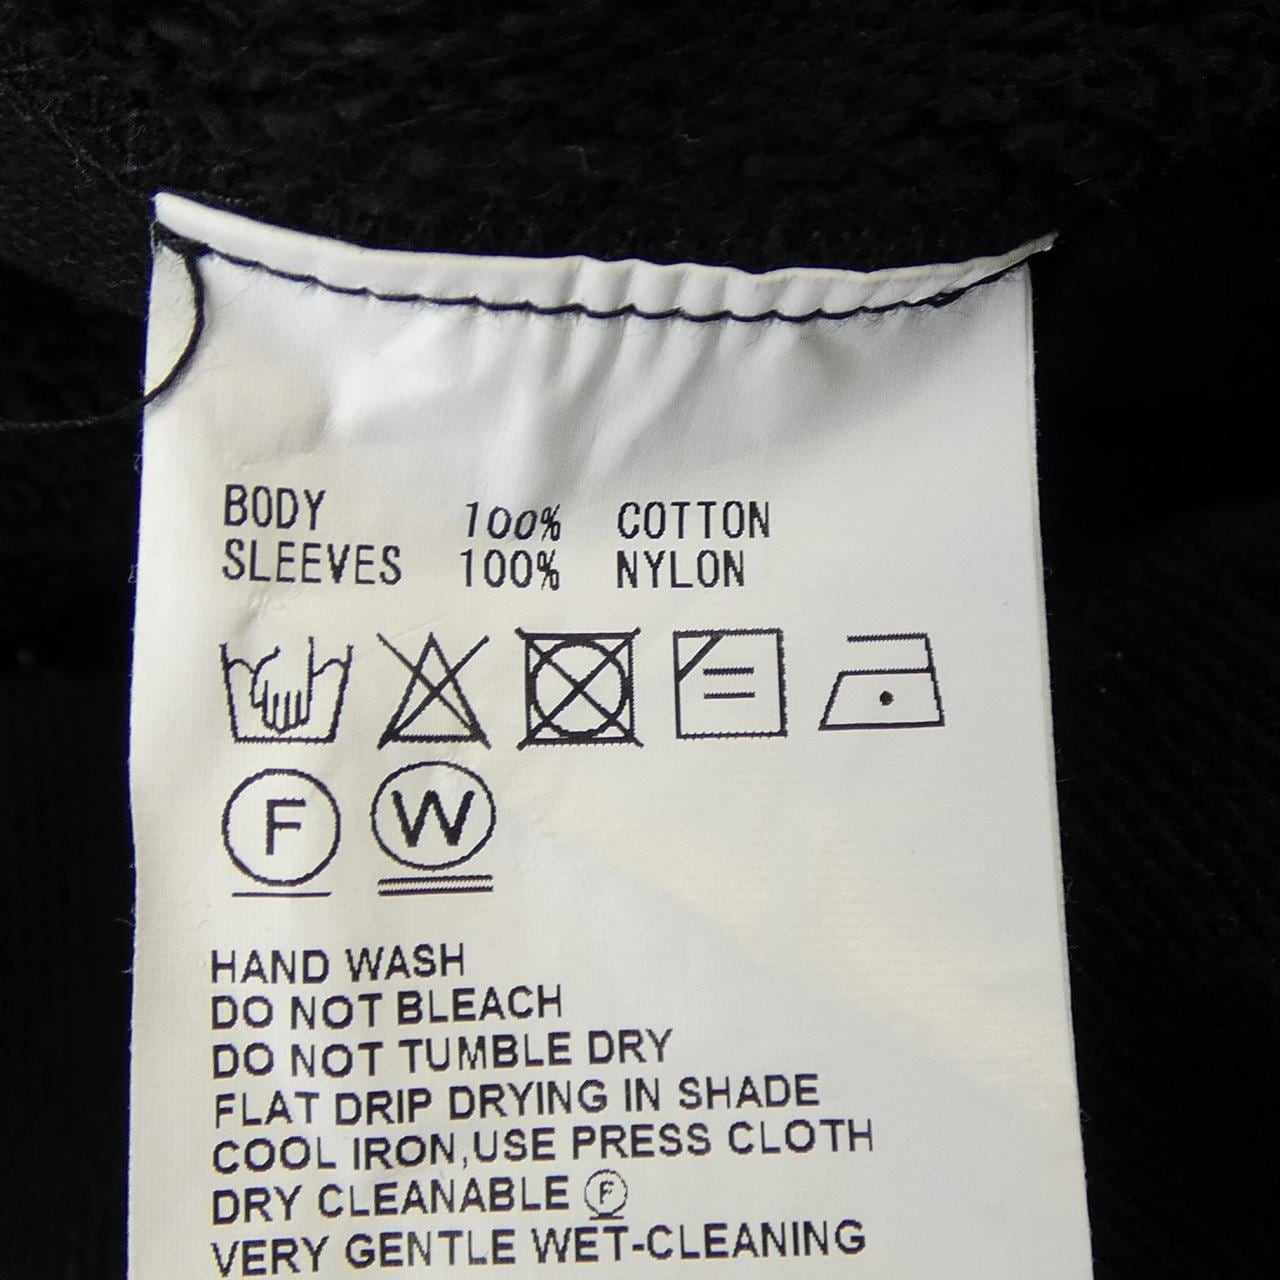 BODY 100% COTTON
SLEEVES 100% NYLON
F W
HAND WASH
DO NOT BLEACH
DO NOT TUMBLE DRY
FLAT DRIP DRYING IN SHADE
COOL IRON,USE PRESS CLOTH
DRY CLEANABLE Ⓕ
VERY GENTLE WET-CLEANING